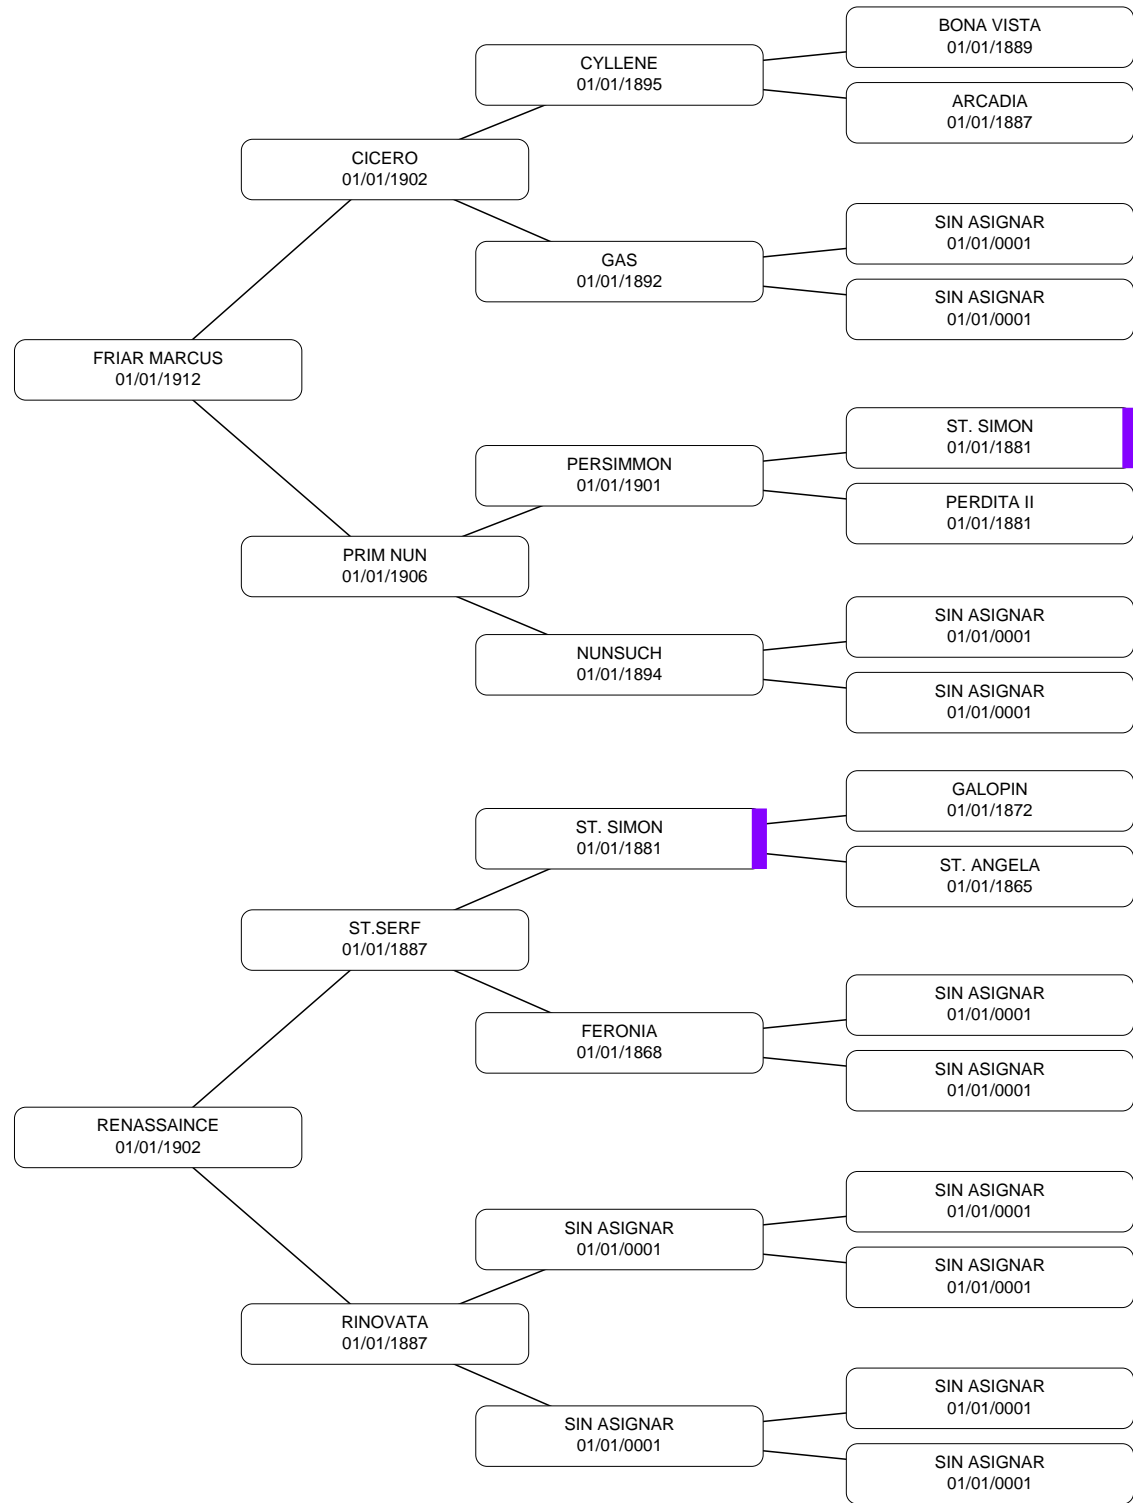 BONA VISTA
01/01/1889
CYLLENE
01/01/1895
ARCADIA
01/01/1887
CICERO
01/01/1902
SIN ASIGNAR
01/01/0001
GAS
01/01/1892
SIN ASIGNAR
01/01/0001
FRIAR MARCUS
01/01/1912
ST. SIMON
01/01/1881
PERSIMMON
01/01/1901
PERDITA II
01/01/1881
PRIM NUN
01/01/1906
SIN ASIGNAR
01/01/0001
NUNSUCH
01/01/1894
SIN ASIGNAR
01/01/0001
GALOPIN
01/01/1872
ST. SIMON
01/01/1881
ST. ANGELA
01/01/1865
ST.SERF
01/01/1887
SIN ASIGNAR
01/01/0001
FERONIA
01/01/1868
SIN ASIGNAR
01/01/0001
RENASSAINCE
01/01/1902
SIN ASIGNAR
01/01/0001
SIN ASIGNAR
01/01/0001
SIN ASIGNAR
01/01/0001
RINOVATA
01/01/1887
SIN ASIGNAR
01/01/0001
SIN ASIGNAR
01/01/0001
SIN ASIGNAR
01/01/0001